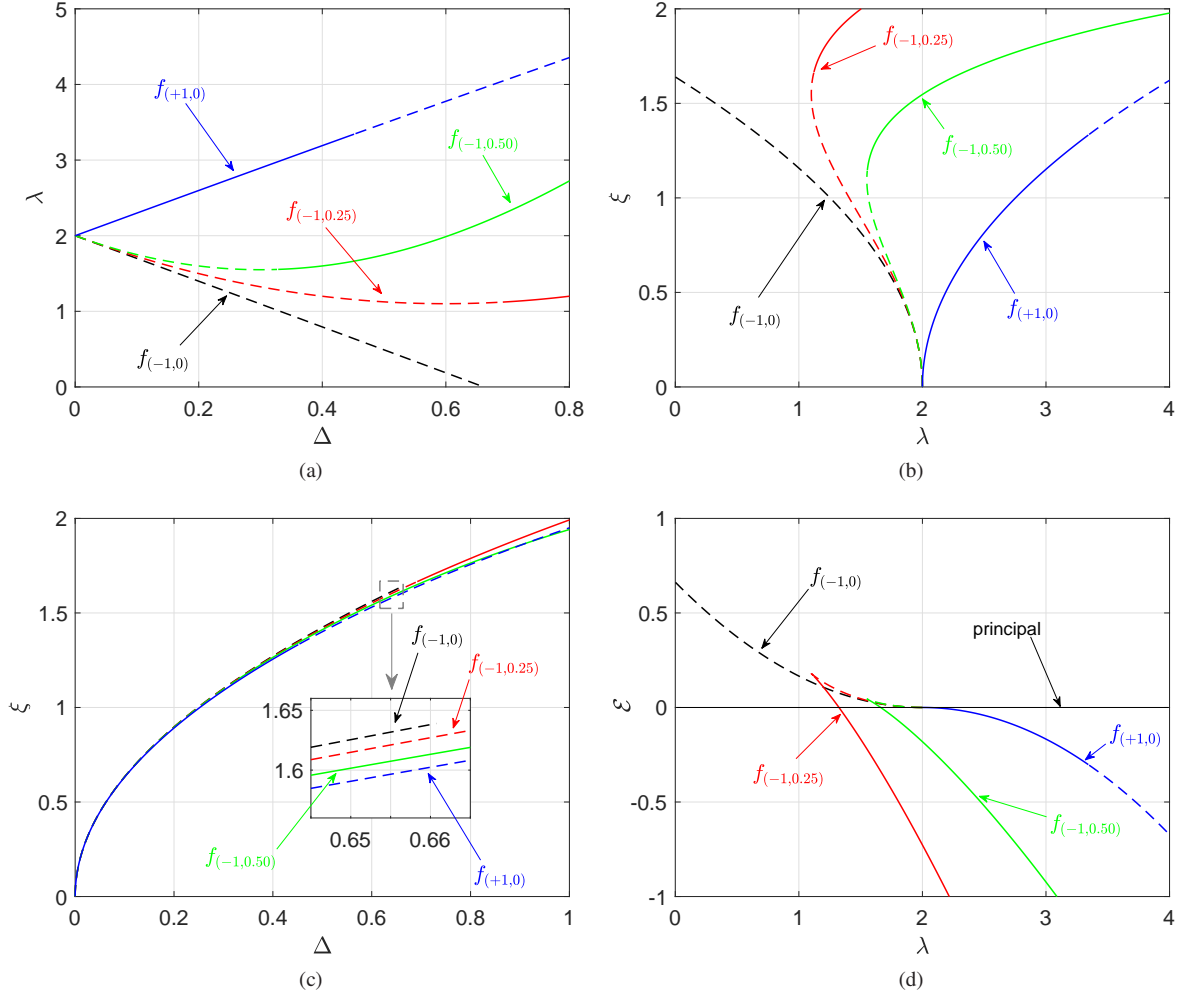 5
4
3
2
1
0
0
0.2
0.4
0.6
0.8
λ
Δ
f(+1,0)
f(−1,0.50)
f(−1,0.25)
f(−1,0)
(a)
2
1.5
1
0.5
0
0
1
2
3
4
ξ
λ
f(−1,0.25)
f(−1,0.50)
f(−1,0)
f(+1,0)
(b)
2
1.5
1
0.5
0
0
0.2
0.4
0.6
0.8
1
ξ
Δ
f(−1,0)
f(−1,0.25)
1.65
1.6
0.65
0.66
f(−1,0.50)
f(+1,0)
(c)
1
0.5
0
-0.5
-1
0
1
2
3
4
ℰ
λ
f(−1,0)
principal
f(+1,0)
f(−1,0.25)
f(−1,0.50)
(d)